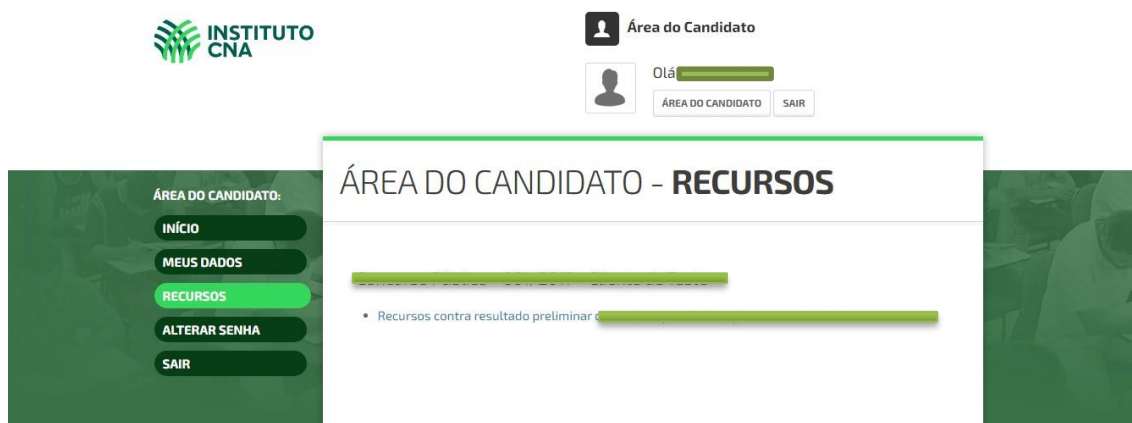 INSTITUTO
CNA
Área do Candidato
Olá
ÁREA DO CANDIDATO
SAIR
ÁREA DO CANDIDATO - RECURSOS
ÁREA DO CANDIDATO:
INÍCIO
MEUS DADOS
RECURSOS
ALTERAR SENHA
SAIR
Recursos contra resultado preliminar